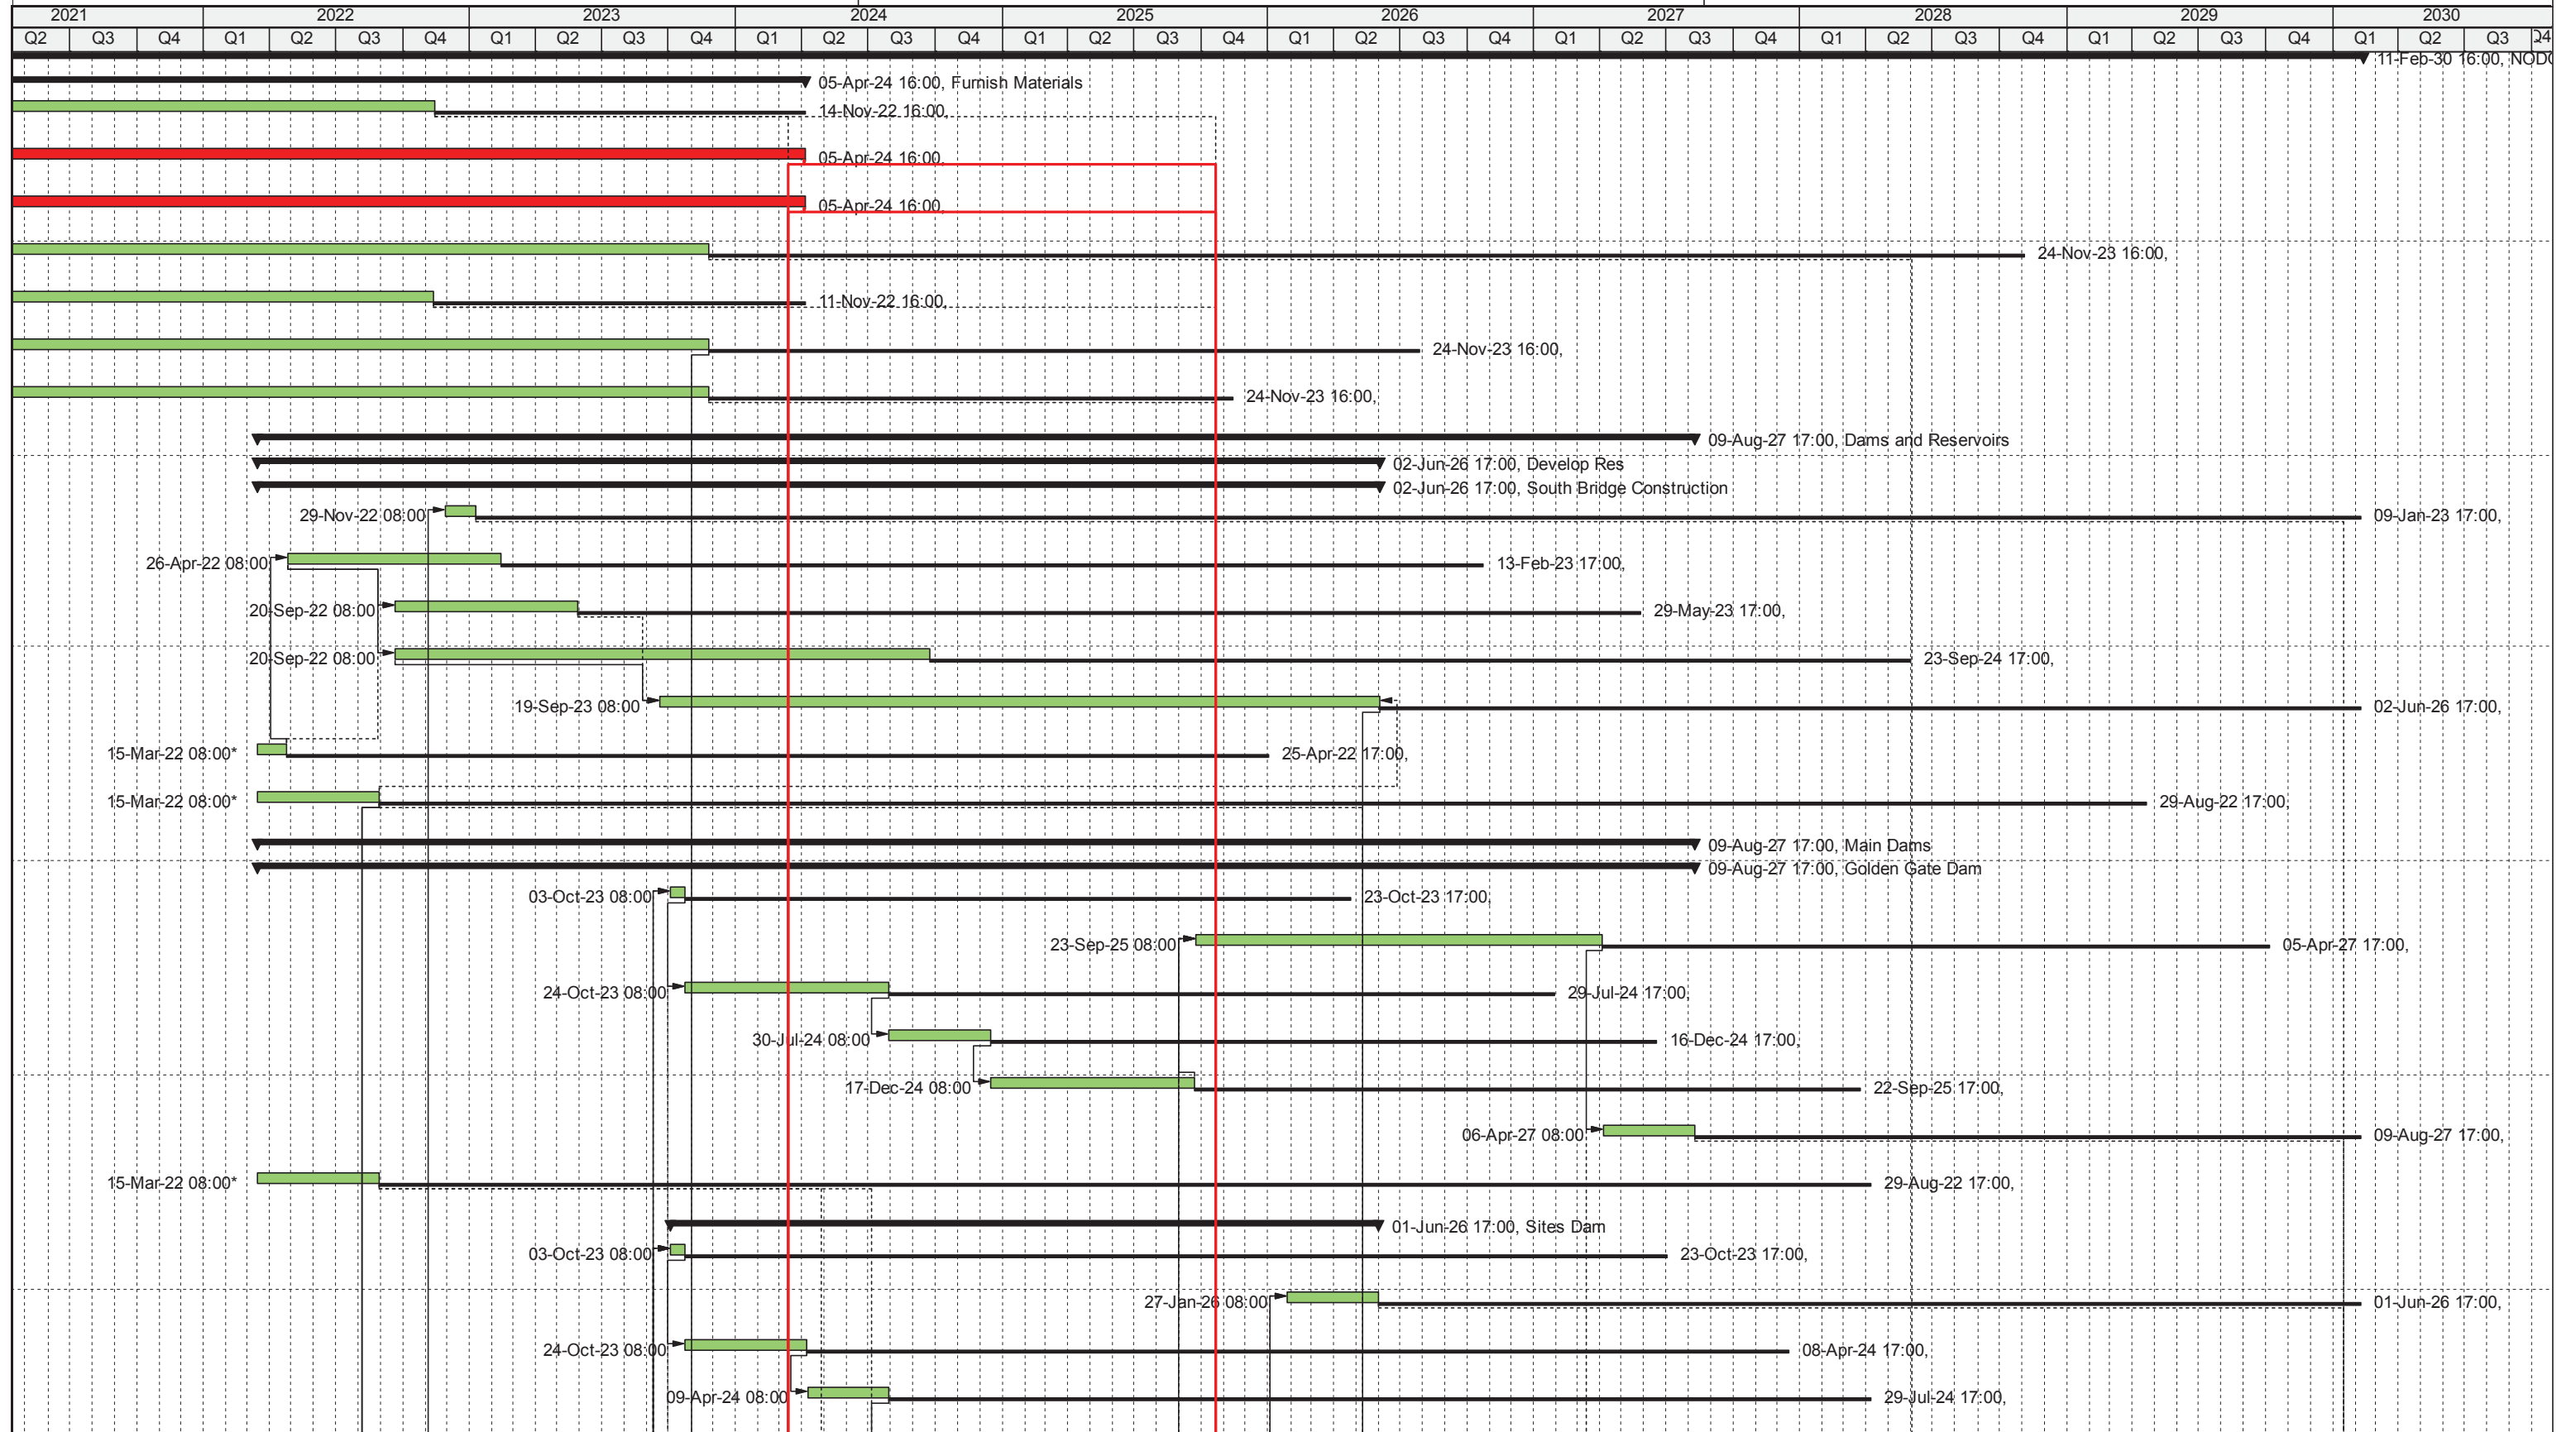 2021 2022 2023 2024 2025 2026 2027 2028 2029 2030
Q2 Q3 Q4 Q1 Q2 Q3 Q4 Q1 Q2 Q3 Q4 Q1 Q2 Q3 Q4 Q1 Q2 Q3 Q4 Q1 Q2 Q3 Q4 Q1 Q2 Q3 Q4 Q1 Q2 Q3 Q4 Q1 Q2 Q3 Q4 Q1 Q2 Q3 Q4
11-Feb-30 16:00,
05-Apr-24 16:00, Furnish Materials
14-Nov-22 16:00,
05-Apr-24 16:00,
05-Apr-24 16:00,
24-Nov-23 16:00,
11-Nov-22 16:00,
24-Nov-23 16:00,
24-Nov-23 16:00,
09-Aug-27 17:00, Dams and Reservoirs
02-Jun-26 17:00, Develop Res
02-Jun-26 17:00, South Bridge Construction
29-Nov-22 08:00 09-Jan-23 17:00,
26-Apr-22 08:00 13-Feb-23 17:00,
20-Sep-22 08:00 29-May-23 17:00,
20-Sep-22 08:00 23-Sep-24 17:00,
19-Sep-23 08:00 02-Jun-26 17:00,
15-Mar-22 08:00* 25-Apr-22 17:00,
15-Mar-22 08:00* 29-Aug-22 17:00,
09-Aug-27 17:00, Main Dams
09-Aug-27 17:00, Golden Gate Dam
03-Oct-23 08:00 23-Oct-23 17:00,
23-Sep-25 08:00 05-Apr-27 17:00,
24-Oct-23 08:00 29-Jul-24 17:00,
30-Jul-24 08:00 16-Dec-24 17:00,
17-Dec-24 08:00 22-Sep-25 17:00,
06-Apr-27 08:00 09-Aug-27 17:00,
15-Mar-22 08:00* 29-Aug-22 17:00,
01-Jun-26 17:00, Sites Dam
03-Oct-23 08:00 23-Oct-23 17:00,
27-Jan-26 08:00 01-Jun-26 17:00,
24-Oct-23 08:00 08-Apr-24 17:00,
09-Apr-24 08:00 29-Jul-24 17:00,